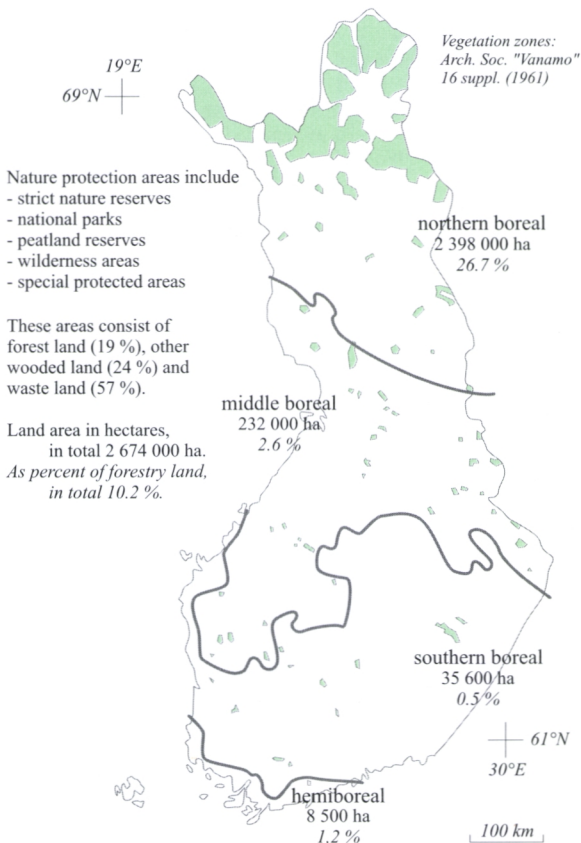 Vegetation zones:
Arch. Soc. "Vanamo"
16 suppl. (1961)
19°E
69°N
Nature protection areas include
- strict nature reserves
- national parks
- peatland reserves
- wilderness areas
- special protected areas
northern boreal
2 398 000 ha
26.7 %
These areas consist of
forest land (19 %), other
wooded land (24 %) and
waste land (57 %).
middle boreal
232 000 ha
2.6 %
Land area in hectares,
in total 2 674 000 ha.
As percent of forestry land,
in total 10.2 %.
southern boreal
35 600 ha
0.5 %
61°N
30°E
hemiboreal
8 500 ha
1.2 %
100 km